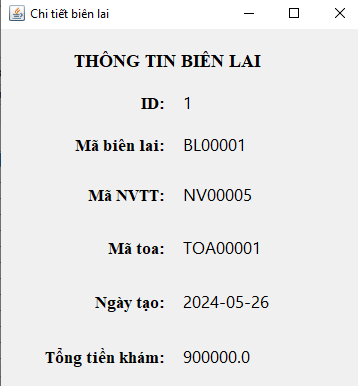 Chi tiết biên lai
THÔNG TIN BIÊN LAI
ID: 1
Mã biên lai: BL00001
Mã NVTT: NV00005
Mã toa: TOA00001
Ngày tạo: 2024-05-26
Tổng tiền khám: 900000.0